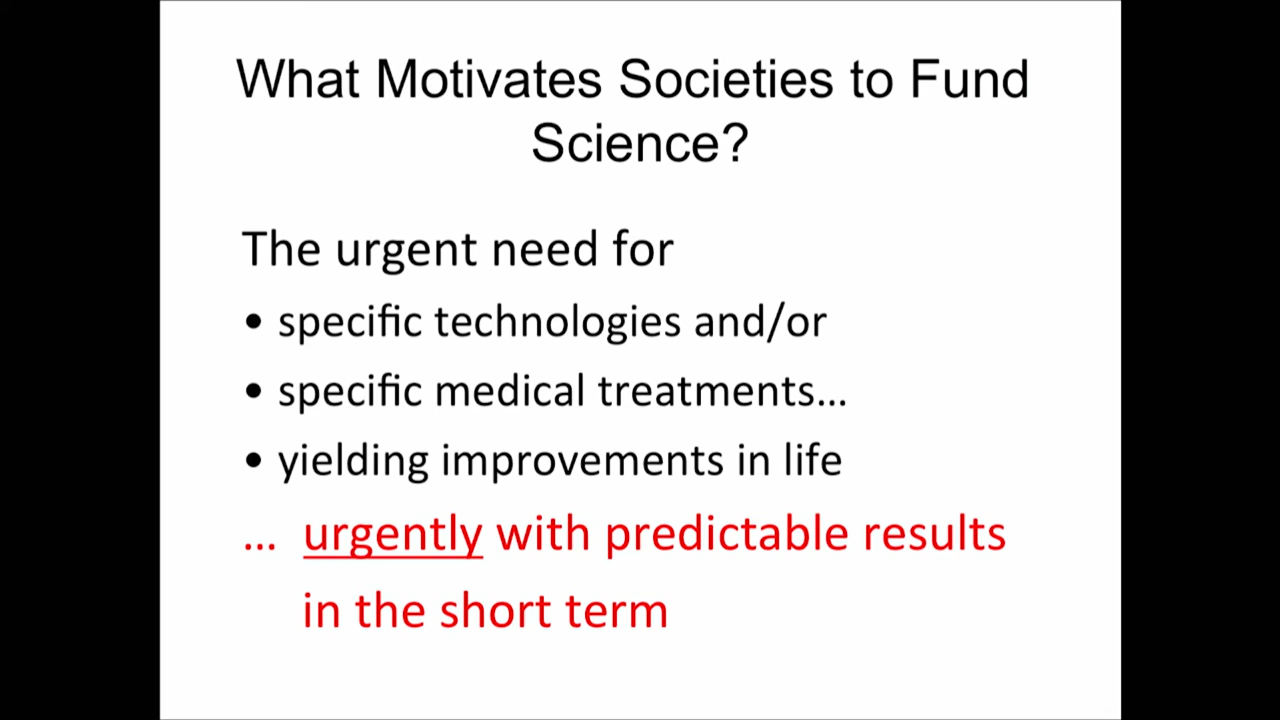 What Motivates Societies to Fund
Science?
The urgent need for
• specific technologies and/or
• specific medical treatments…
• yielding improvements in life
… urgently with predictable results
in the short term